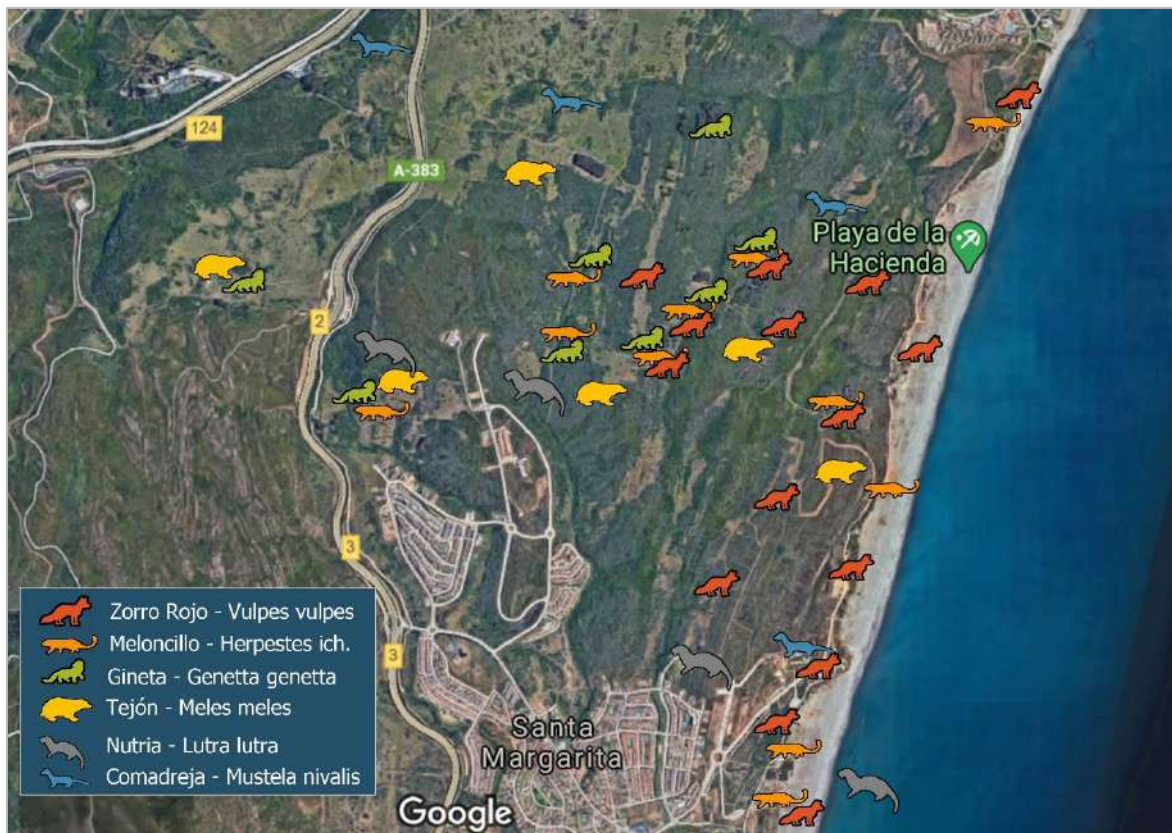 124
A-383
Playa de la
Hacienda
2
3
3
Zorro Rojo - Vulpes vulpes
Meloncillo - Herpestes ich.
Gineta - Genetta genetta
Tejón - Meles meles
Nutria - Lutra lutra
Comadreja - Mustela nivalis
Santa
Margarita
Google